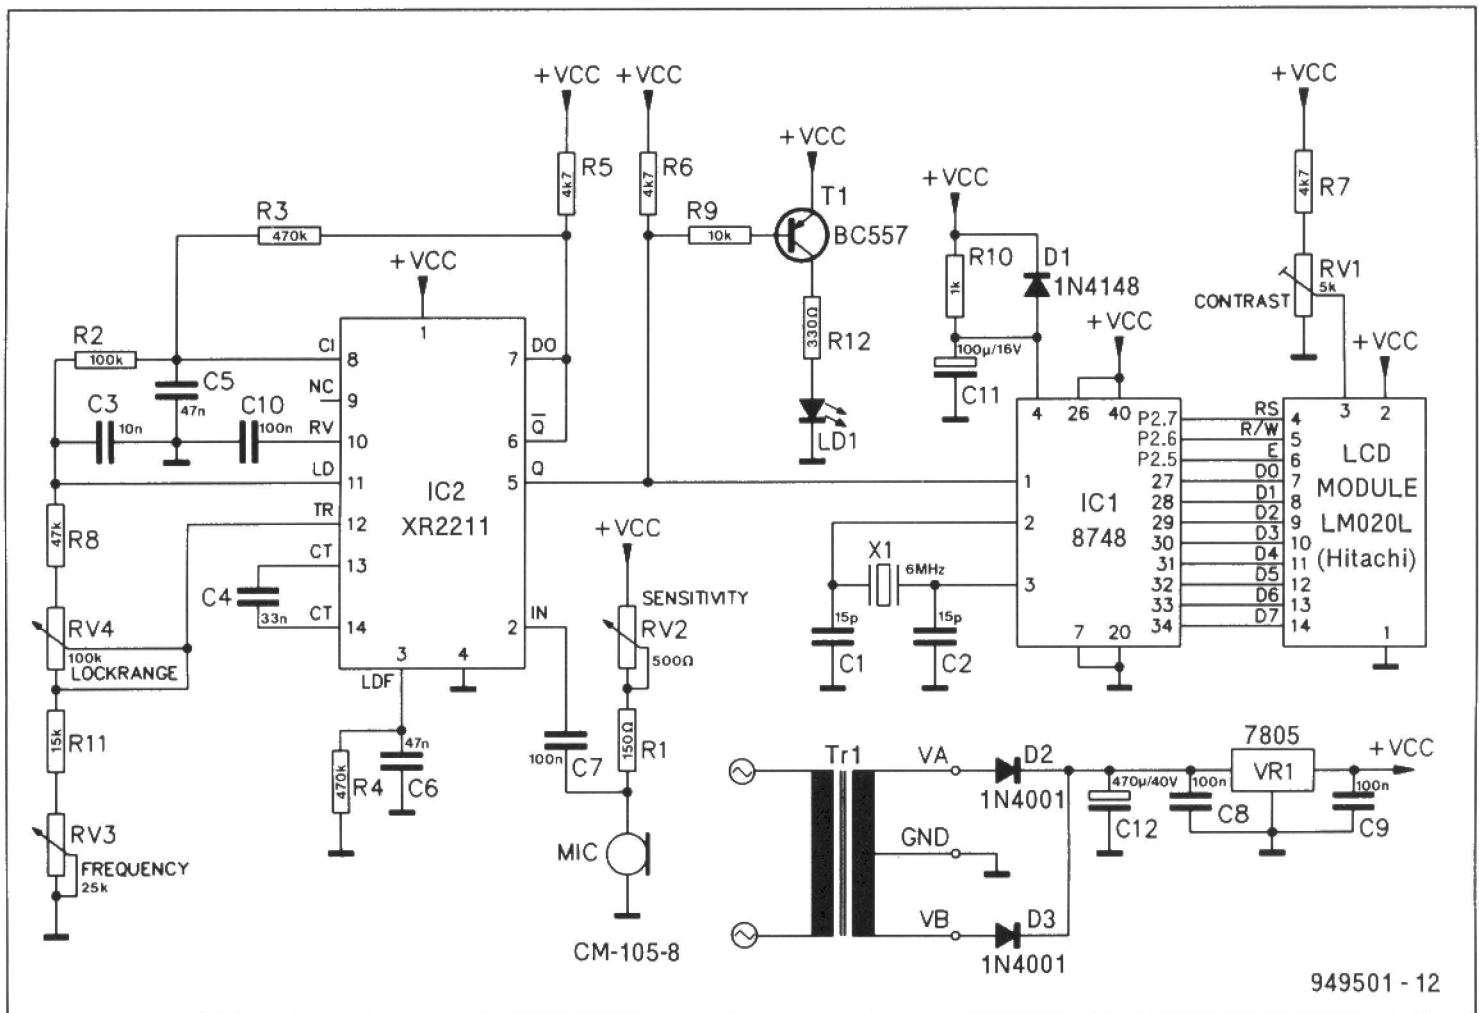 +VCC
+VCC
+VCC
R5
4k7
R6
4k7
+VCC
T1
BC557
R9
10k
R3
470k
+VCC
R10
1k
D1
1N4148
+VCC
R7
4k7
RV1
5k
CONTRAST
+VCC
+VCC
+VCC
R2
100k
R12
330Ω
LD1
100µ/16V
C11
C5
47n
C3
10n
C10
100n
CI
8
NC
9
RV
10
LD
11
TR
12
CT
13
CT
14
1
7
DO
6
Q
5
Q
2
IN
3
LDF
4
IC2
XR2211
R8
47k
RV4
100k
LOCKRANGE
C4
33n
R11
15k
RV3
FREQUENCY
25k
R4
470k
47n
C6
100n
C7
+VCC
SENSITIVITY
RV2
500Ω
R1
150Ω
MIC
CM-105-8
X1
6MHz
15p
C1
15p
C2
4
26
40
1
2
3
7
20
IC1
8748
P2.7
P2.6
P2.5
27
28
29
30
31
32
33
34
RS
R/W
E
D0
D1
D2
D3
D4
D5
D6
D7
3
2
4
5
6
7
8
9
10
11
12
13
14
1
LCD
MODULE
LM020L
(Hitachi)
Tr1
VA
D2
1N4001
GND
VB
D3
1N4001
470µ/40V
C12
100n
C8
7805
VR1
+VCC
100n
C9
949501 - 12